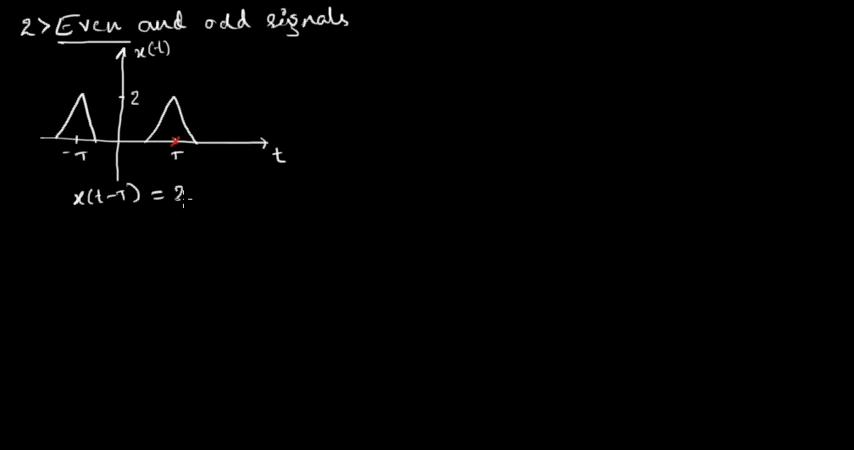 2> Even and odd signals
x(t)
2
-T
T
t
x(t-T) = 2